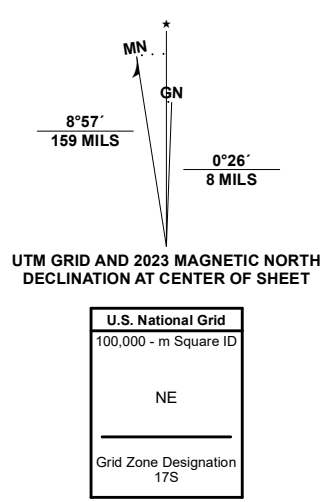 MN
GN
8°57´
159 MILS
0°26´
8 MILS
UTM GRID AND 2023 MAGNETIC NORTH
DECLINATION AT CENTER OF SHEET
U.S. National Grid
100,000 - m Square ID
NE
Grid Zone Designation
17S